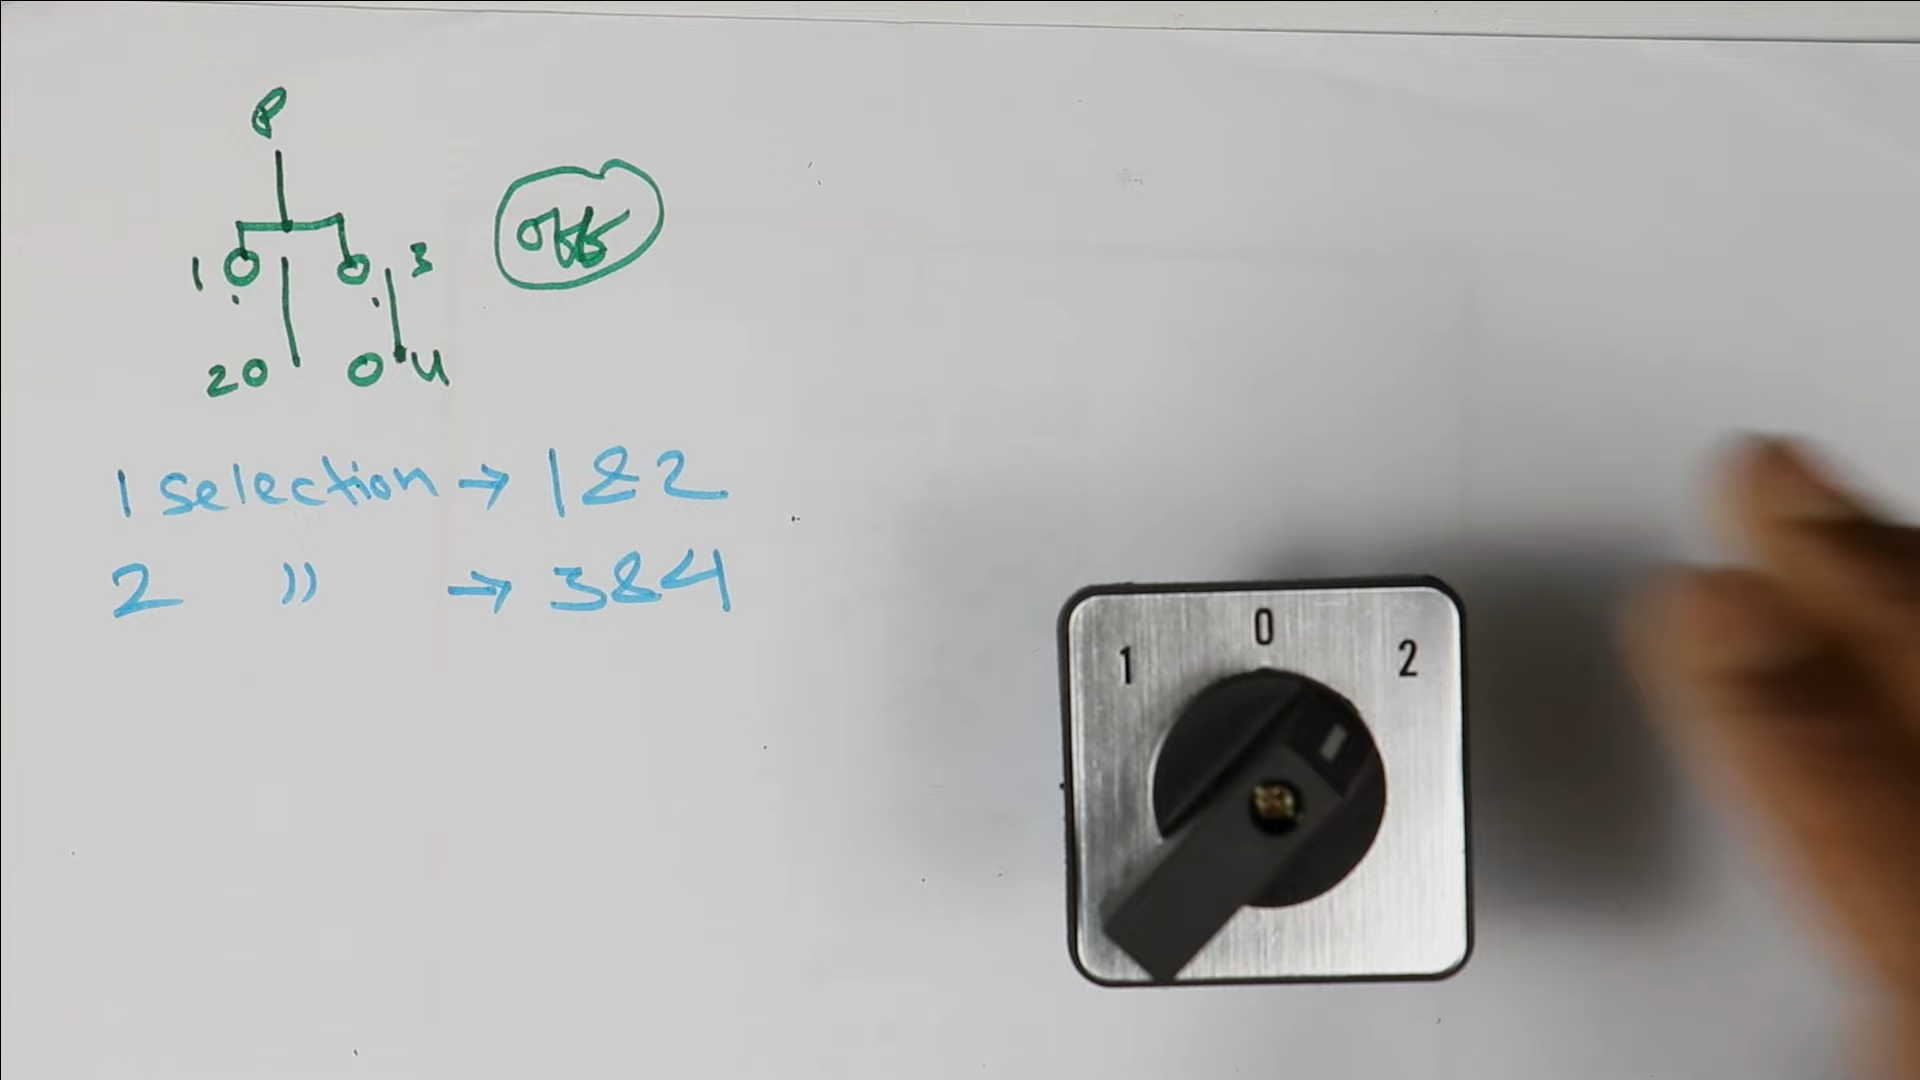 P
1 3
off
2 4
1 selection → 1 & 2
2 " → 3 & 4
0
1 2